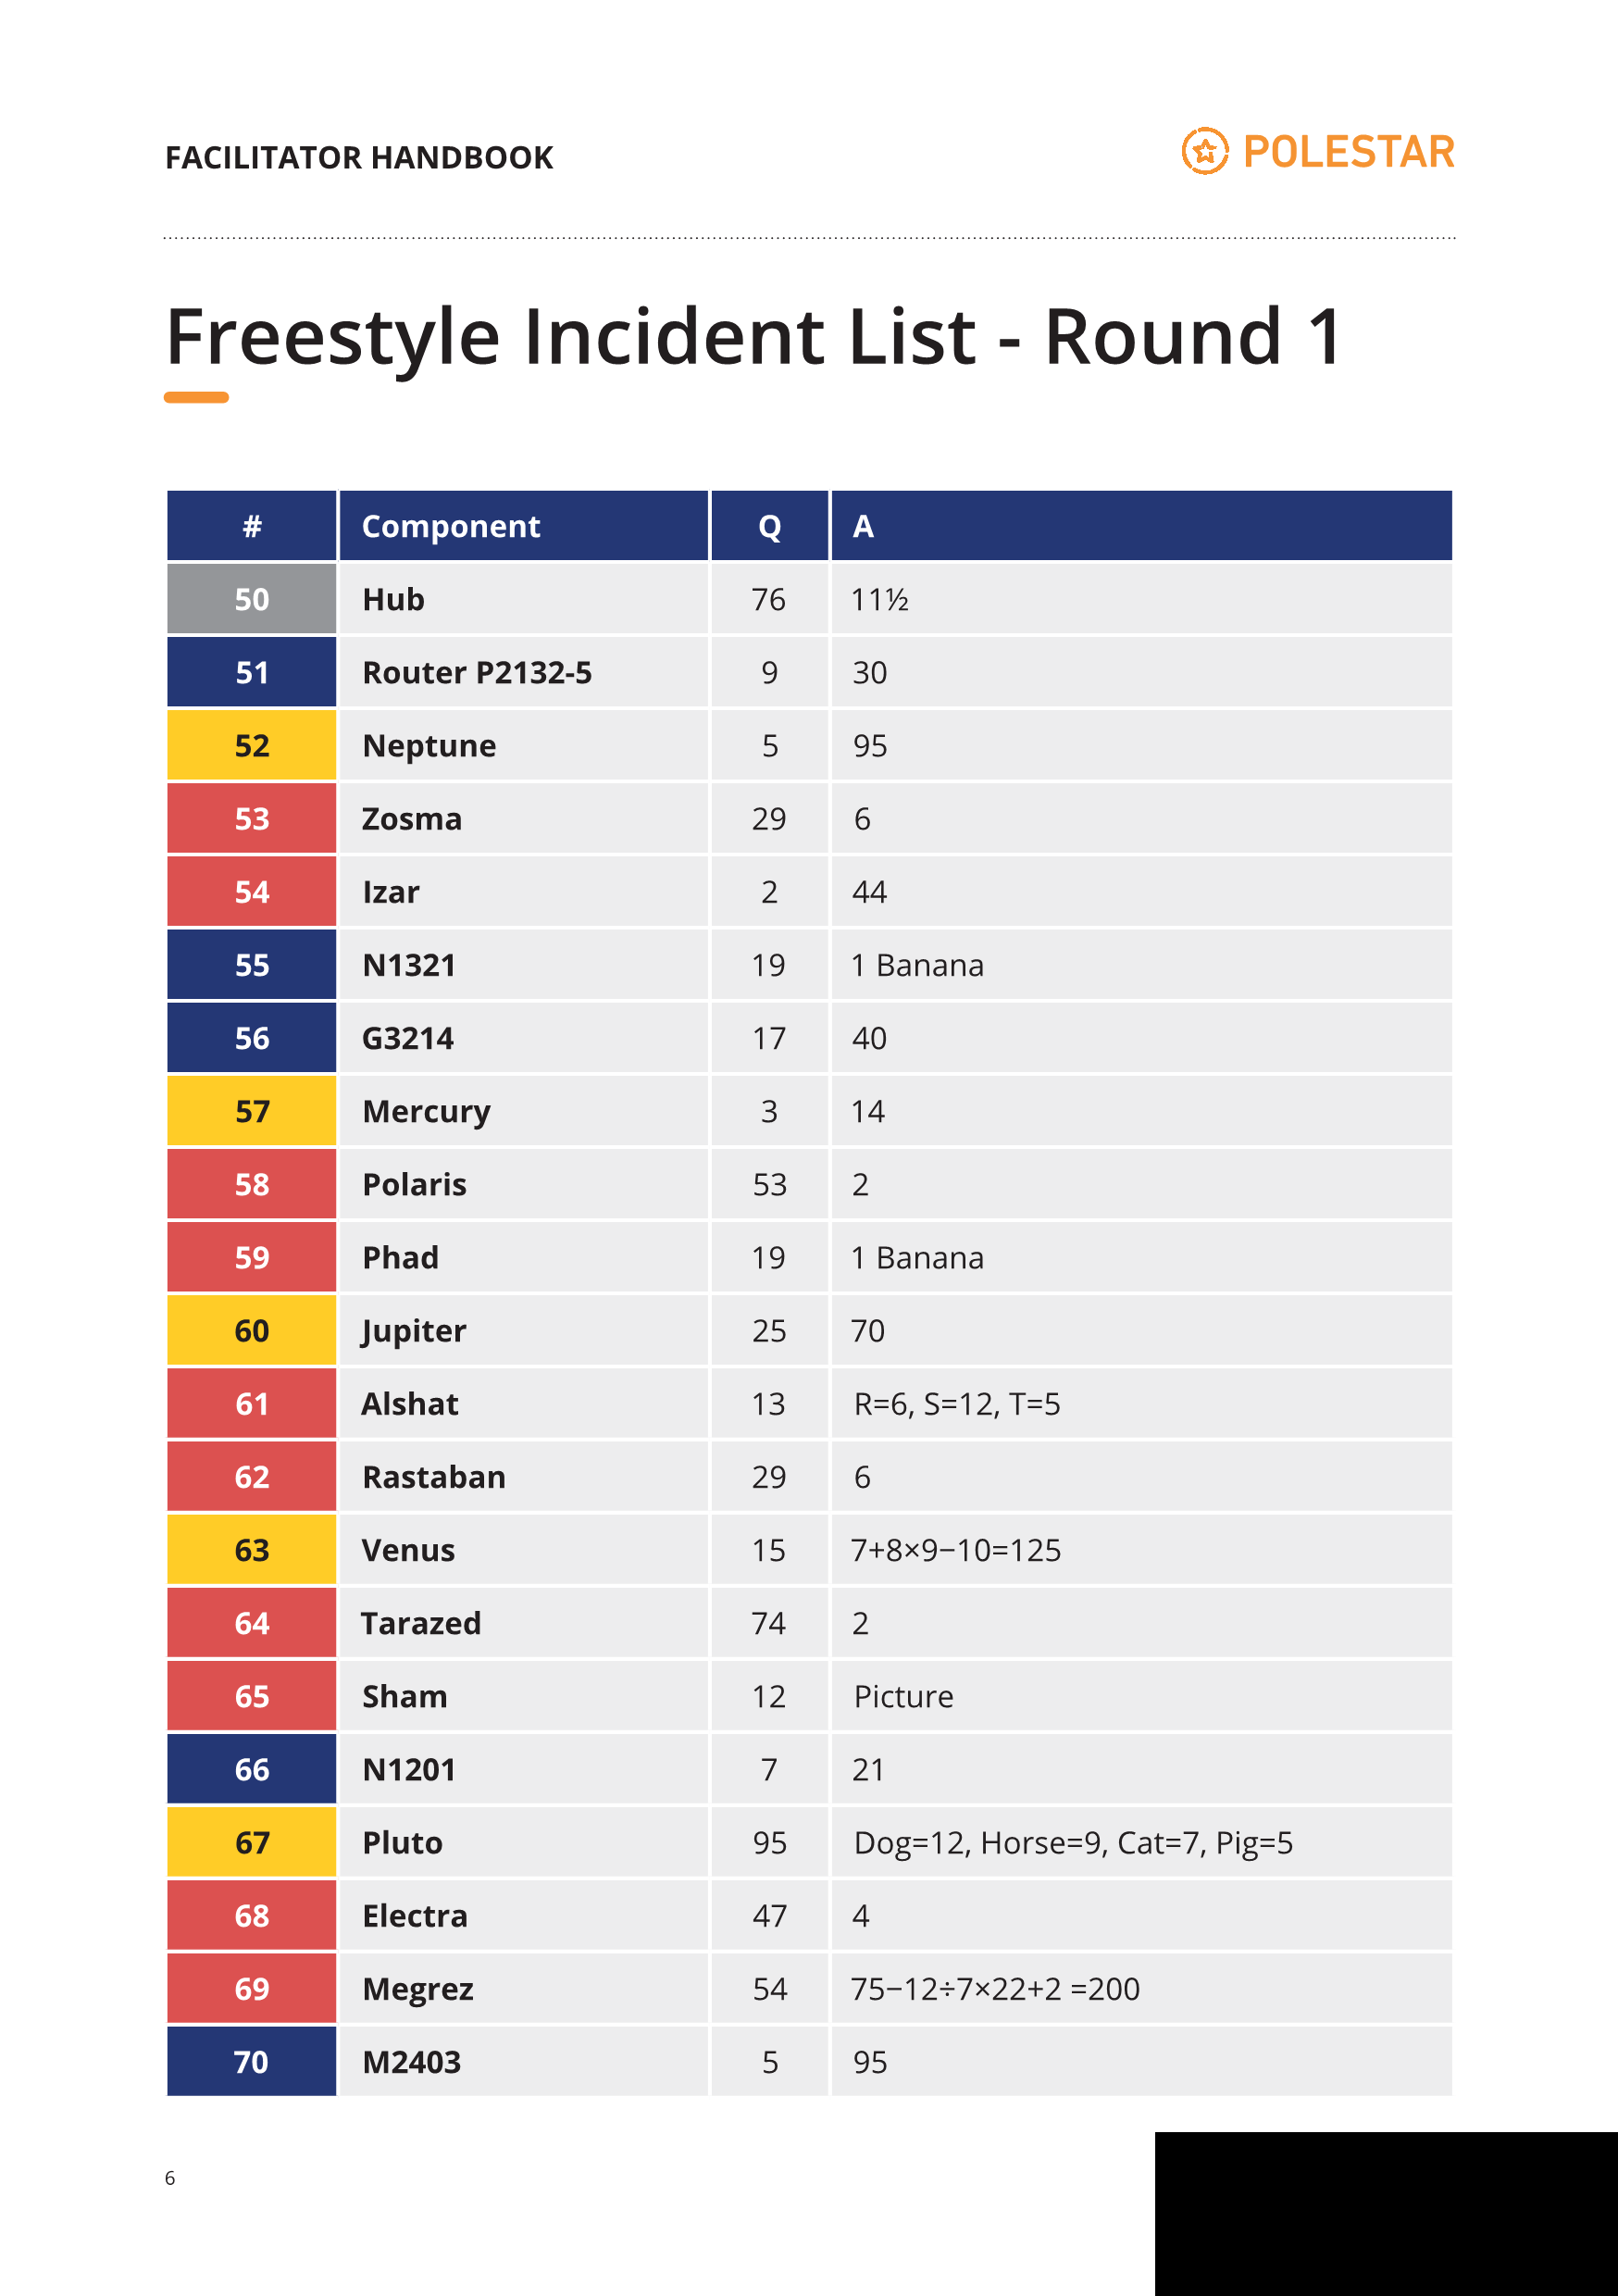 FACILITATOR HANDBOOK
POLESTAR
Freestyle Incident List - Round 1
# Component Q A
50 Hub 76 11½
51 Router P2132-5 9 30
52 Neptune 5 95
53 Zosma 29 6
54 Izar 2 44
55 N1321 19 1 Banana
56 G3214 17 40
57 Mercury 3 14
58 Polaris 53 2
59 Phad 19 1 Banana
60 Jupiter 25 70
61 Alshat 13 R=6, S=12, T=5
62 Rastaban 29 6
63 Venus 15 7+8×9−10=125
64 Tarazed 74 2
65 Sham 12 Picture
66 N1201 7 21
67 Pluto 95 Dog=12, Horse=9, Cat=7, Pig=5
68 Electra 47 4
69 Megrez 54 75−12÷7×22+2 =200
70 M2403 5 95
6